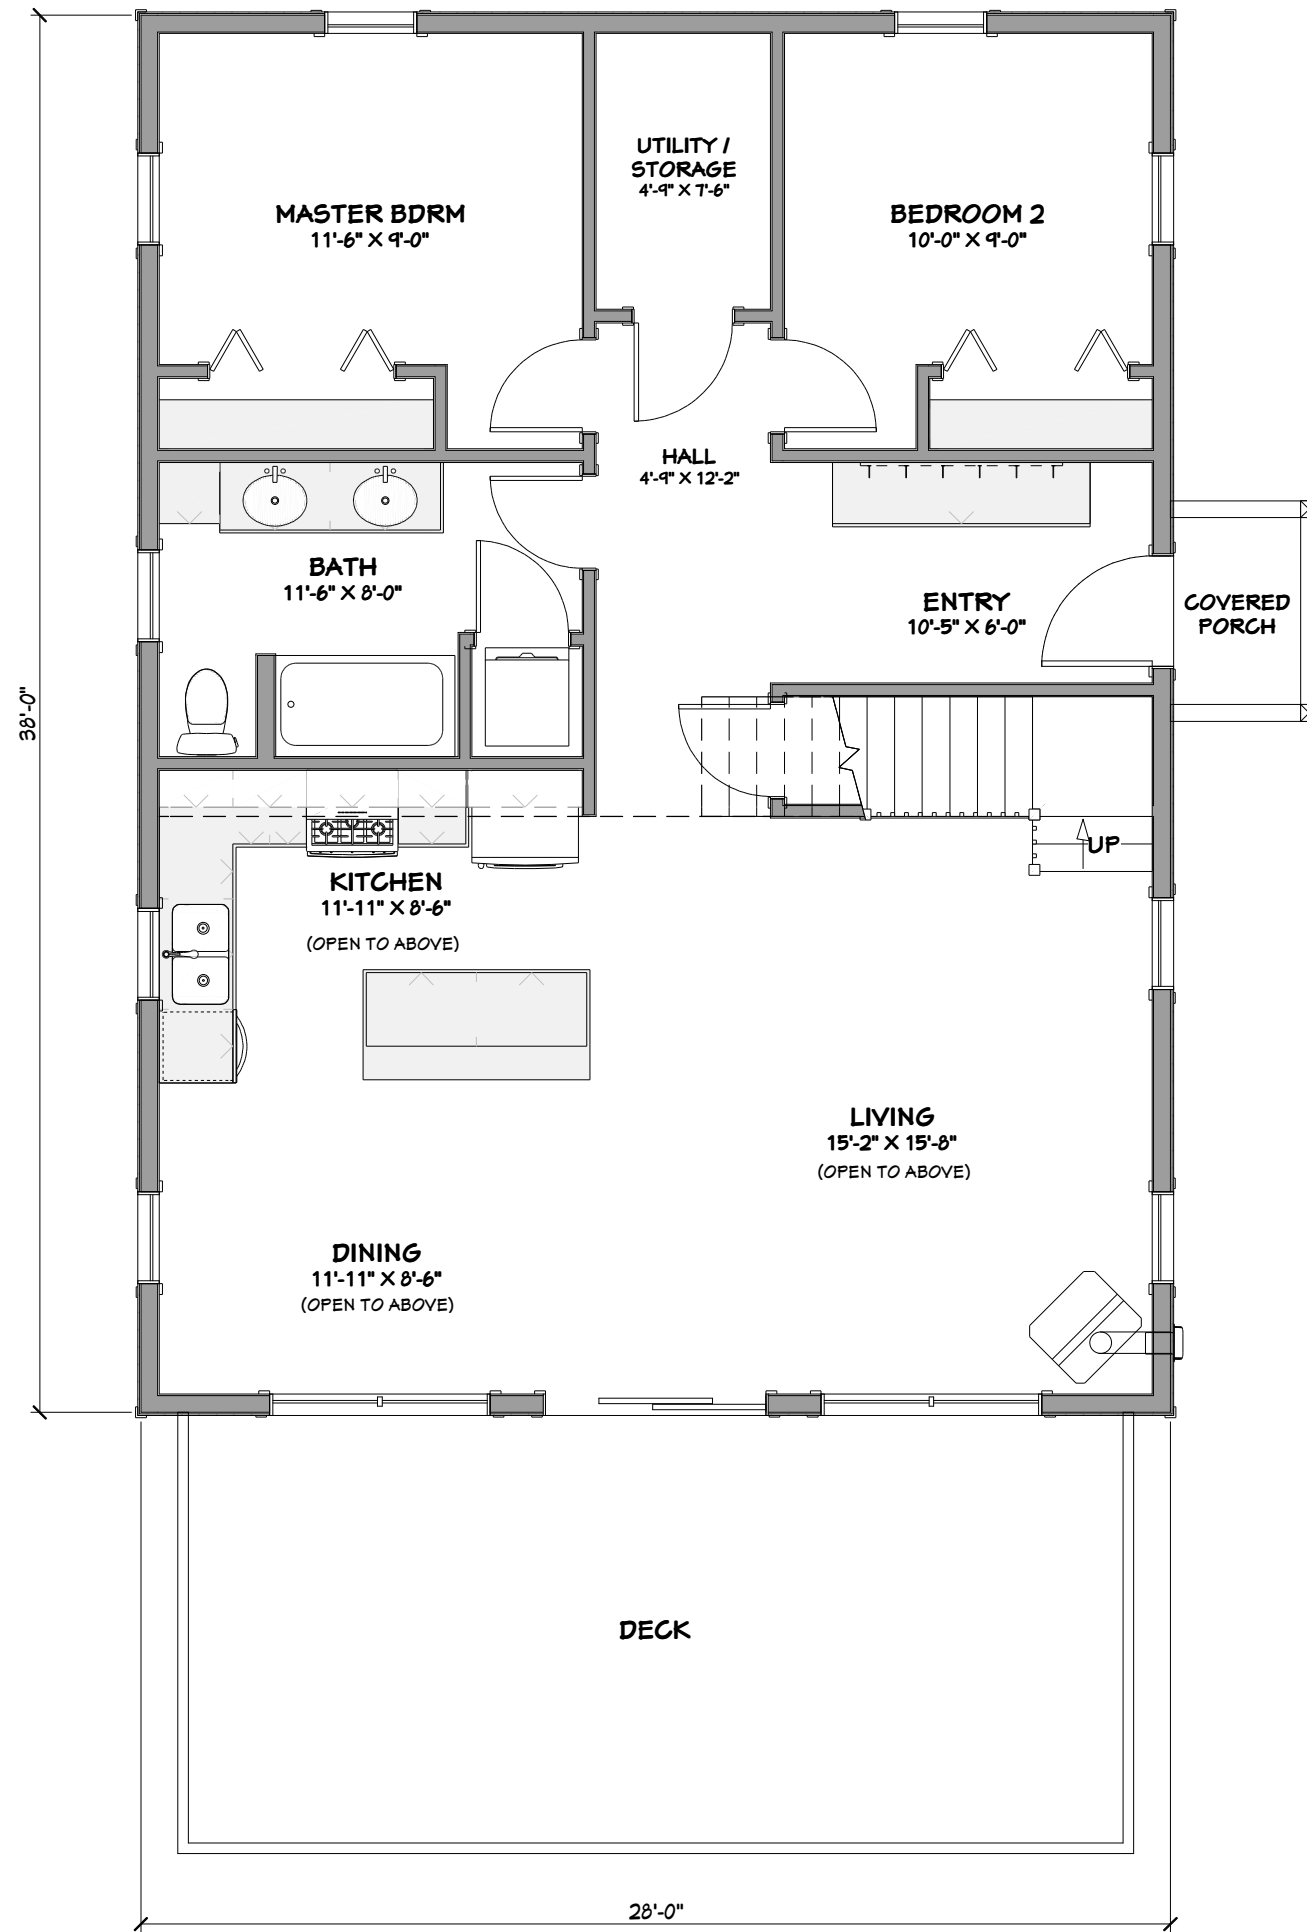 UTILITY /
STORAGE
4'-9" X 7'-6"
MASTER BDRM
11'-6" X 9'-0"
BEDROOM 2
10'-0" X 9'-0"
HALL
4'-9" X 12'-2"
BATH
11'-6" X 8'-0"
ENTRY
10'-5" X 6'-0"
COVERED
PORCH
38'-0"
UP
KITCHEN
11'-11" X 8'-6"
(OPEN TO ABOVE)
LIVING
15'-2" X 15'-8"
(OPEN TO ABOVE)
DINING
11'-11" X 8'-6"
(OPEN TO ABOVE)
DECK
28'-0"